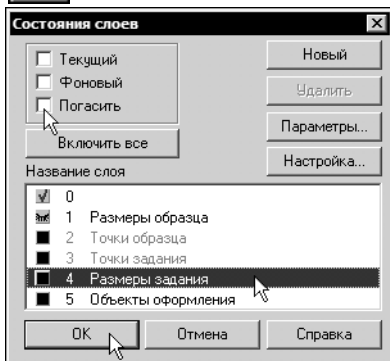 Состояния слоев
Текущий
Фоновый
Погасить
Включить все
Новый
Удалить
Параметры...
Настройка...
Название слоя
0
1 Размеры образца
2 Точки образца
3 Точки задания
4 Размеры задания
5 Объекты оформления
OK Отмена Справка